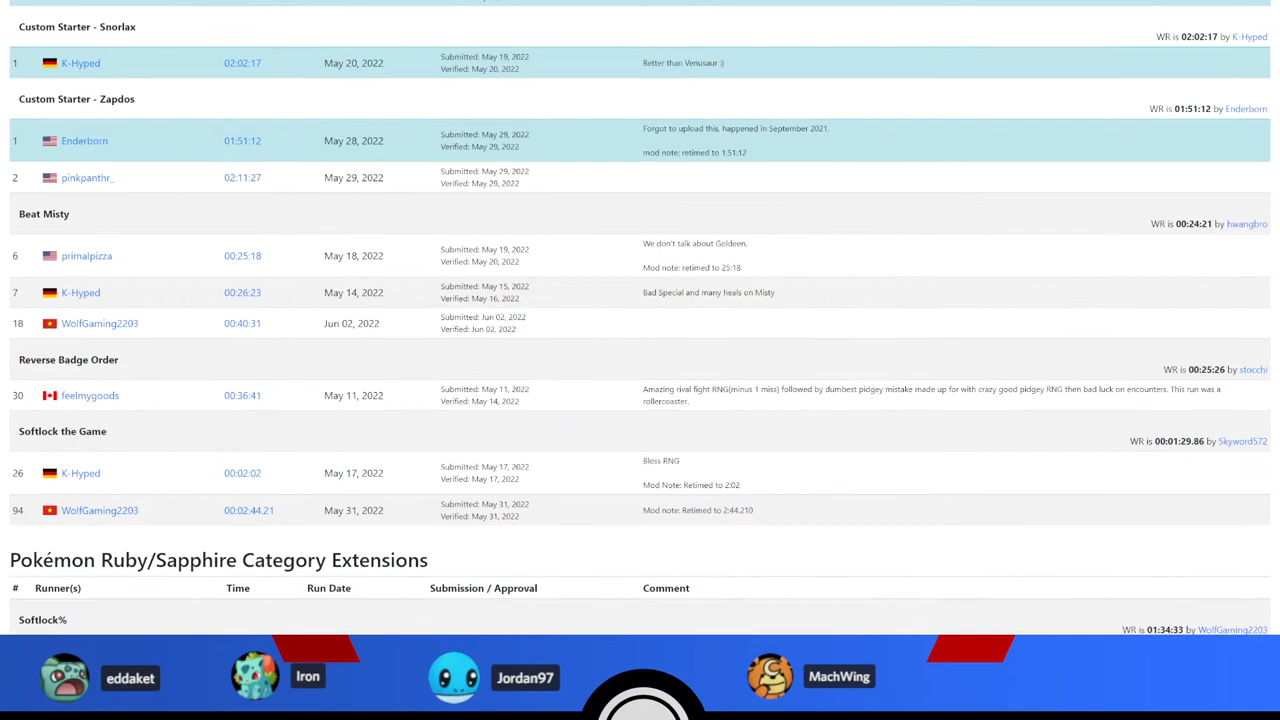 Custom Starter - Snorlax
WR is 02:02:17 by K-Hyped
1 K-Hyped 02:02:17 May 20, 2022 Submitted: May 19, 2022 Better than Venusaur :)
Verified: May 20, 2022
Custom Starter - Zapdos
WR is 01:51:12 by Enderborn
Forgot to upload this, happened in September 2021.
1 Enderborn 01:51:12 May 28, 2022 Submitted: May 29, 2022
Verified: May 29, 2022
mod note: retimed to 1:51:12
2 pinkpanthr_ 02:11:27 May 29, 2022 Submitted: May 29, 2022
Verified: May 29, 2022
Beat Misty
WR is 00:24:21 by hwangbro
We don't talk about Goldeen.
6 primalpizza 00:25:18 May 18, 2022 Submitted: May 19, 2022
Verified: May 20, 2022
Mod note: retimed to 25:18
7 K-Hyped 00:26:23 May 14, 2022 Submitted: May 15, 2022 Bad Special and many heals on Misty
Verified: May 16, 2022
18 WolfGaming2203 00:40:31 Jun 02, 2022 Submitted: Jun 02, 2022
Verified: Jun 02, 2022
Reverse Badge Order
WR is 00:25:26 by stocchi
30 feelmygoods 00:36:41 May 11, 2022 Submitted: May 11, 2022 Amazing rival fight RNG(minus 1 miss) followed by dumbest pidgey mistake made up for with crazy good pidgey RNG then bad luck on encounters. This run was a
Verified: May 14, 2022 rollercoaster.
Softlock the Game
WR is 00:01:29.86 by Skyword572
Bless RNG
26 K-Hyped 00:02:02 May 17, 2022 Submitted: May 17, 2022
Verified: May 17, 2022
Mod Note: Retimed to 2:02
94 WolfGaming2203 00:02:44.21 May 31, 2022 Submitted: May 31, 2022 Mod note: Retimed to 2:44.210
Verified: May 31, 2022
Pokémon Ruby/Sapphire Category Extensions
# Runner(s) Time Run Date Submission / Approval Comment
Softlock%
WR is 01:34:33 by WolfGaming2203
eddaket Iron Jordan97 MachWing